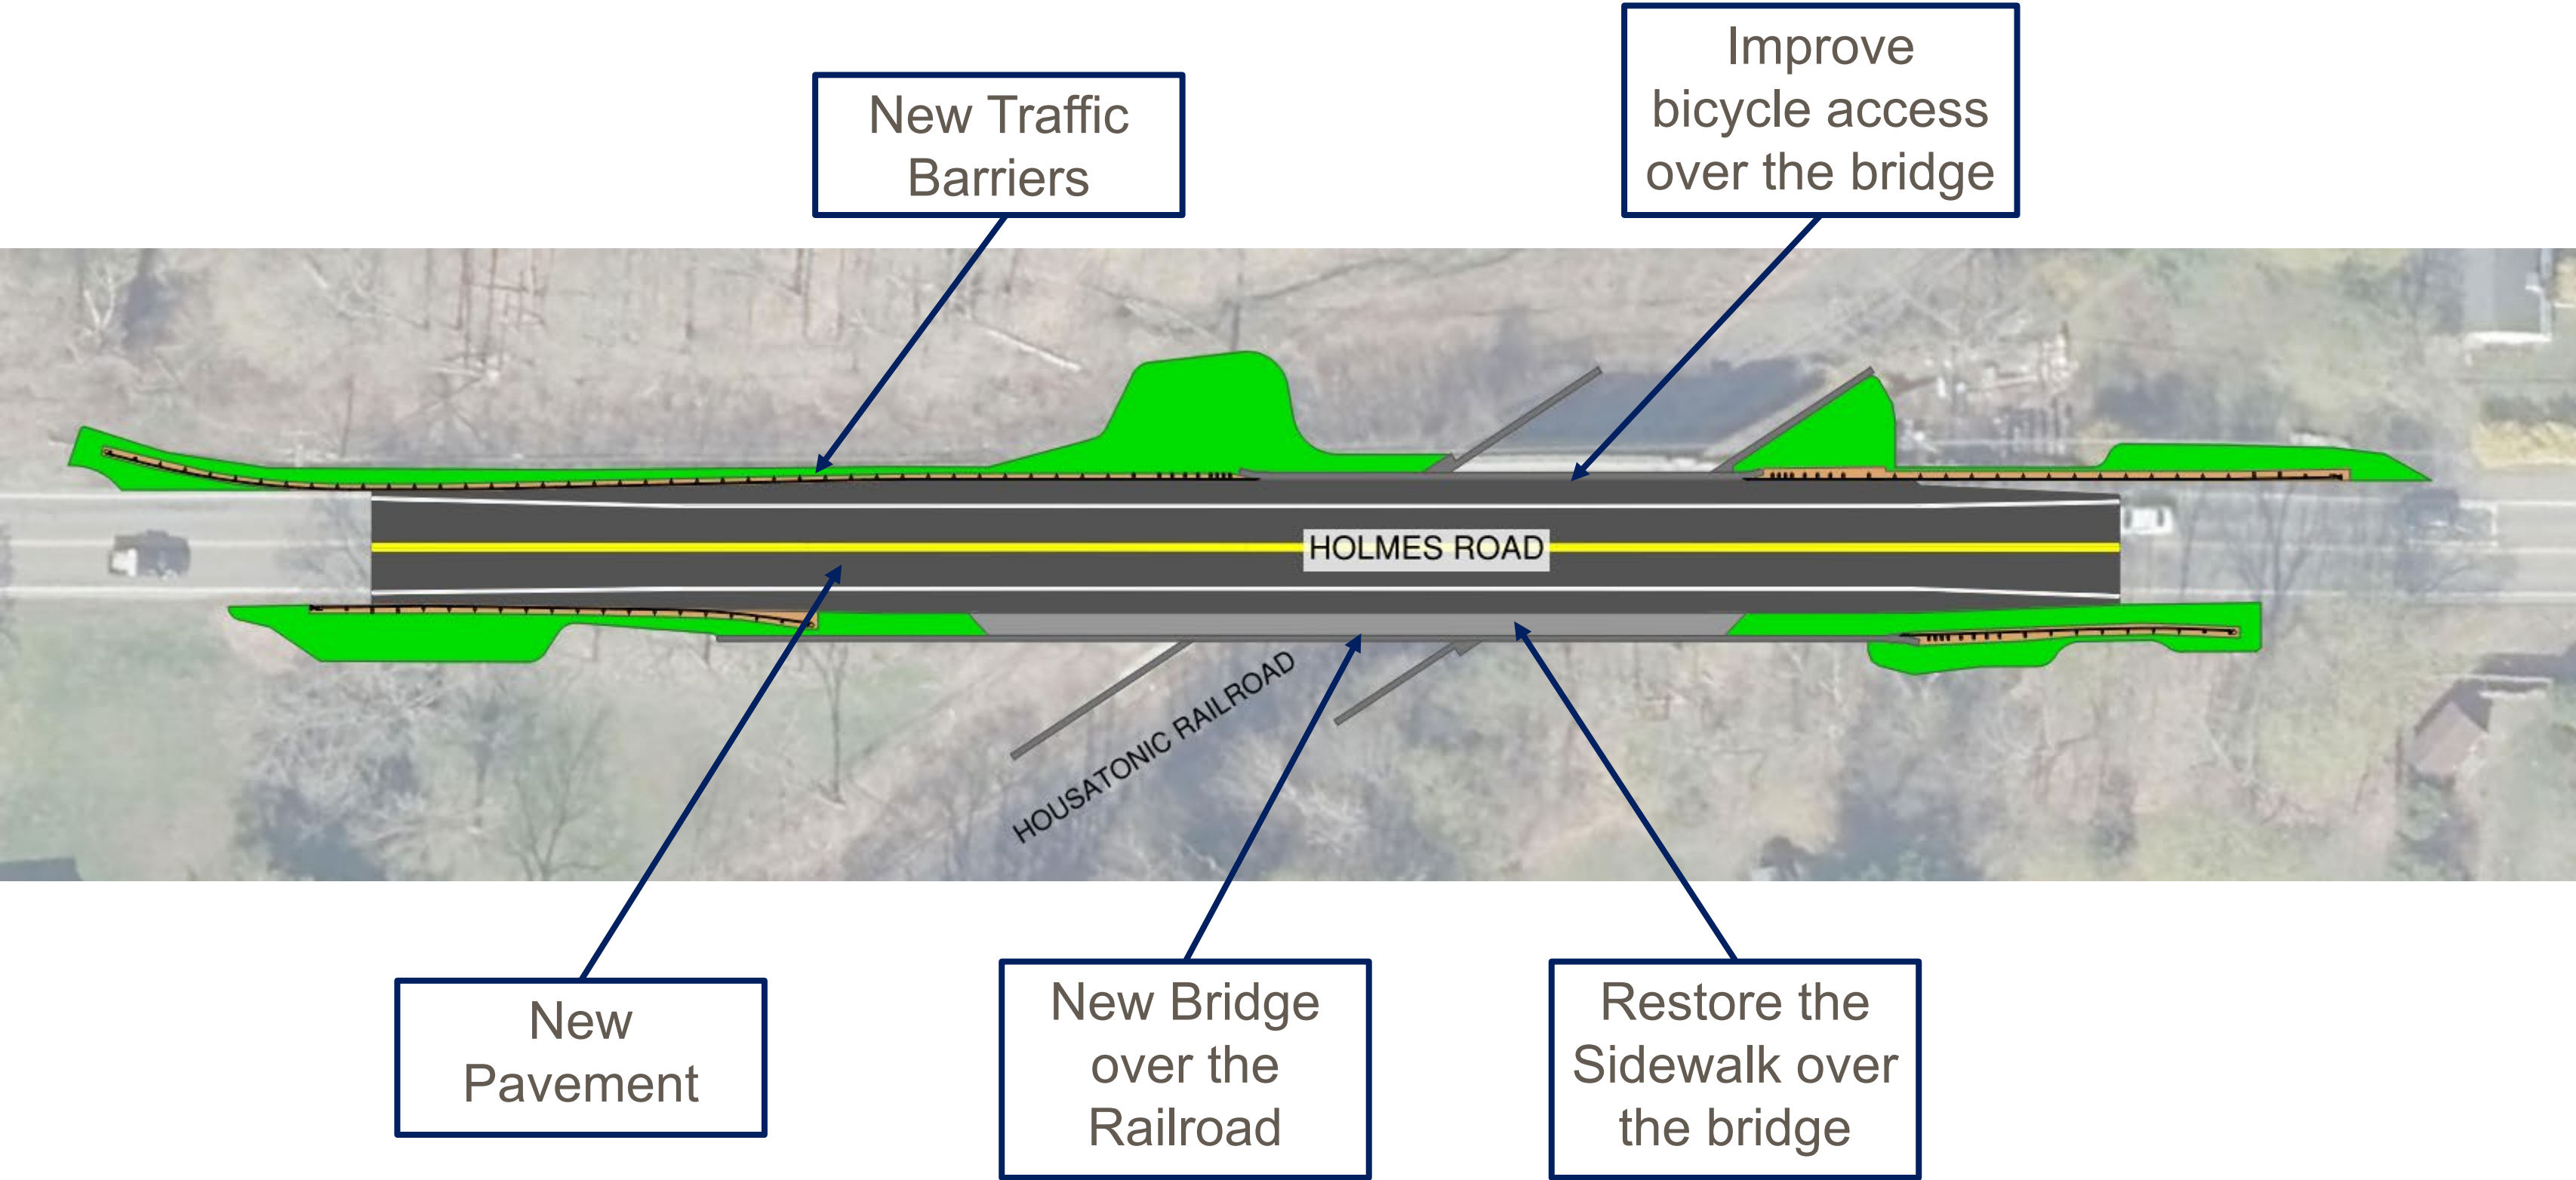 Improve
bicycle access
over the bridge
New Traffic
Barriers
HOLMES ROAD
HOUSATONIC RAILROAD
New
Pavement
New Bridge
over the
Railroad
Restore the
Sidewalk over
the bridge